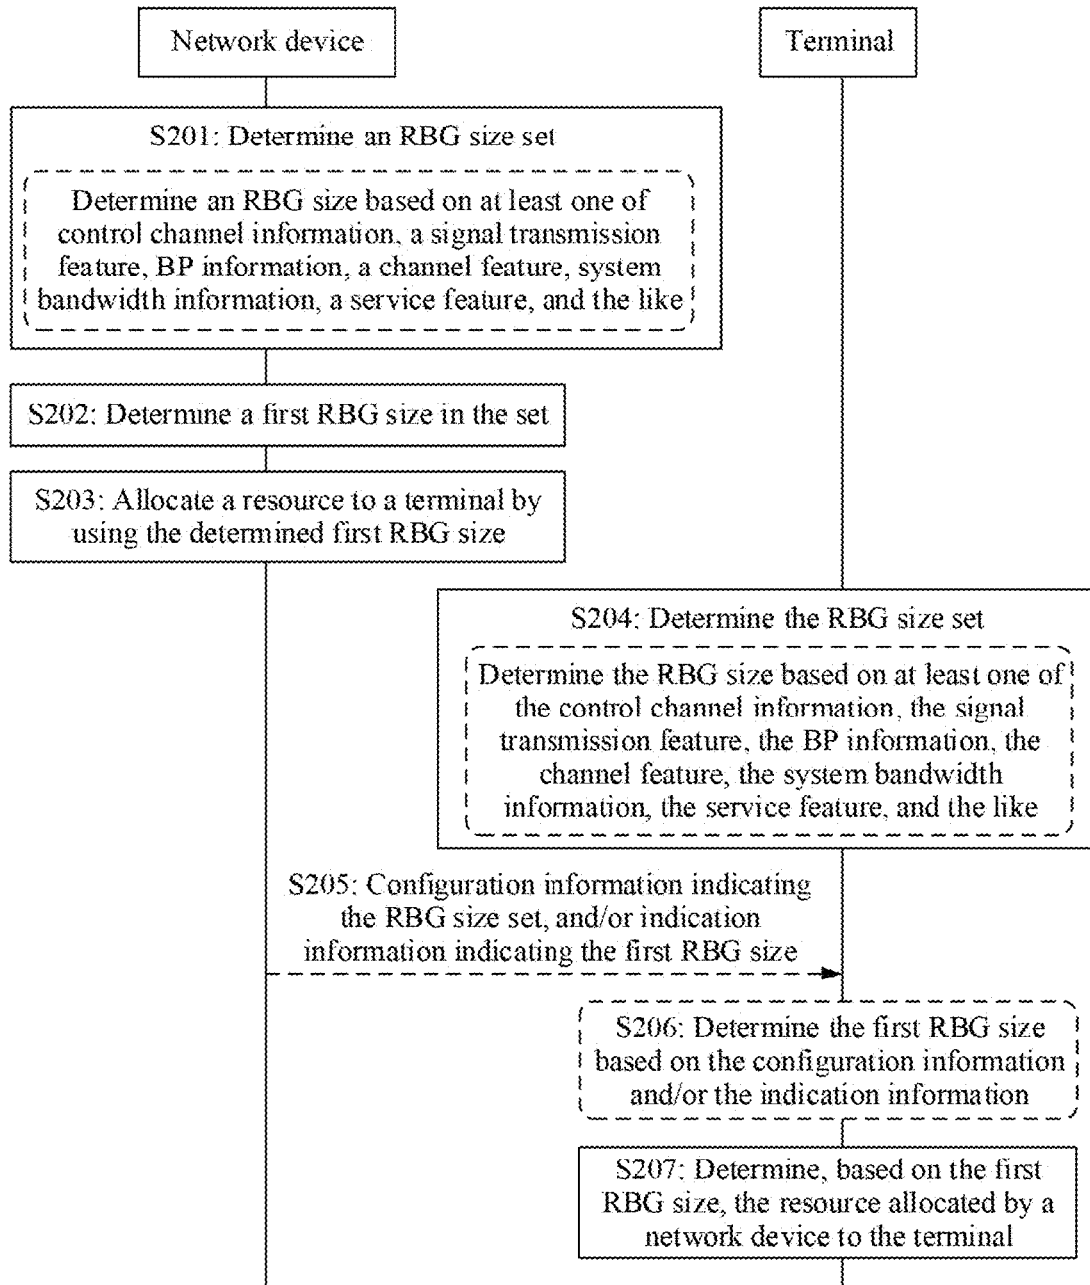 Network device
Terminal
S201: Determine an RBG size set
Determine an RBG size based on at least one of
control channel information, a signal transmission
feature, BP information, a channel feature, system
bandwidth information, a service feature, and the like
S202: Determine a first RBG size in the set
S203: Allocate a resource to a terminal by
using the determined first RBG size
S204: Determine the RBG size set
Determine the RBG size based on at least one of
the control channel information, the signal
transmission feature, the BP information, the
channel feature, the system bandwidth
information, the service feature, and the like
S205: Configuration information indicating
the RBG size set, and/or indication
information indicating the first RBG size
S206: Determine the first RBG size
based on the configuration information
and/or the indication information
S207: Determine, based on the first
RBG size, the resource allocated by a
network device to the terminal